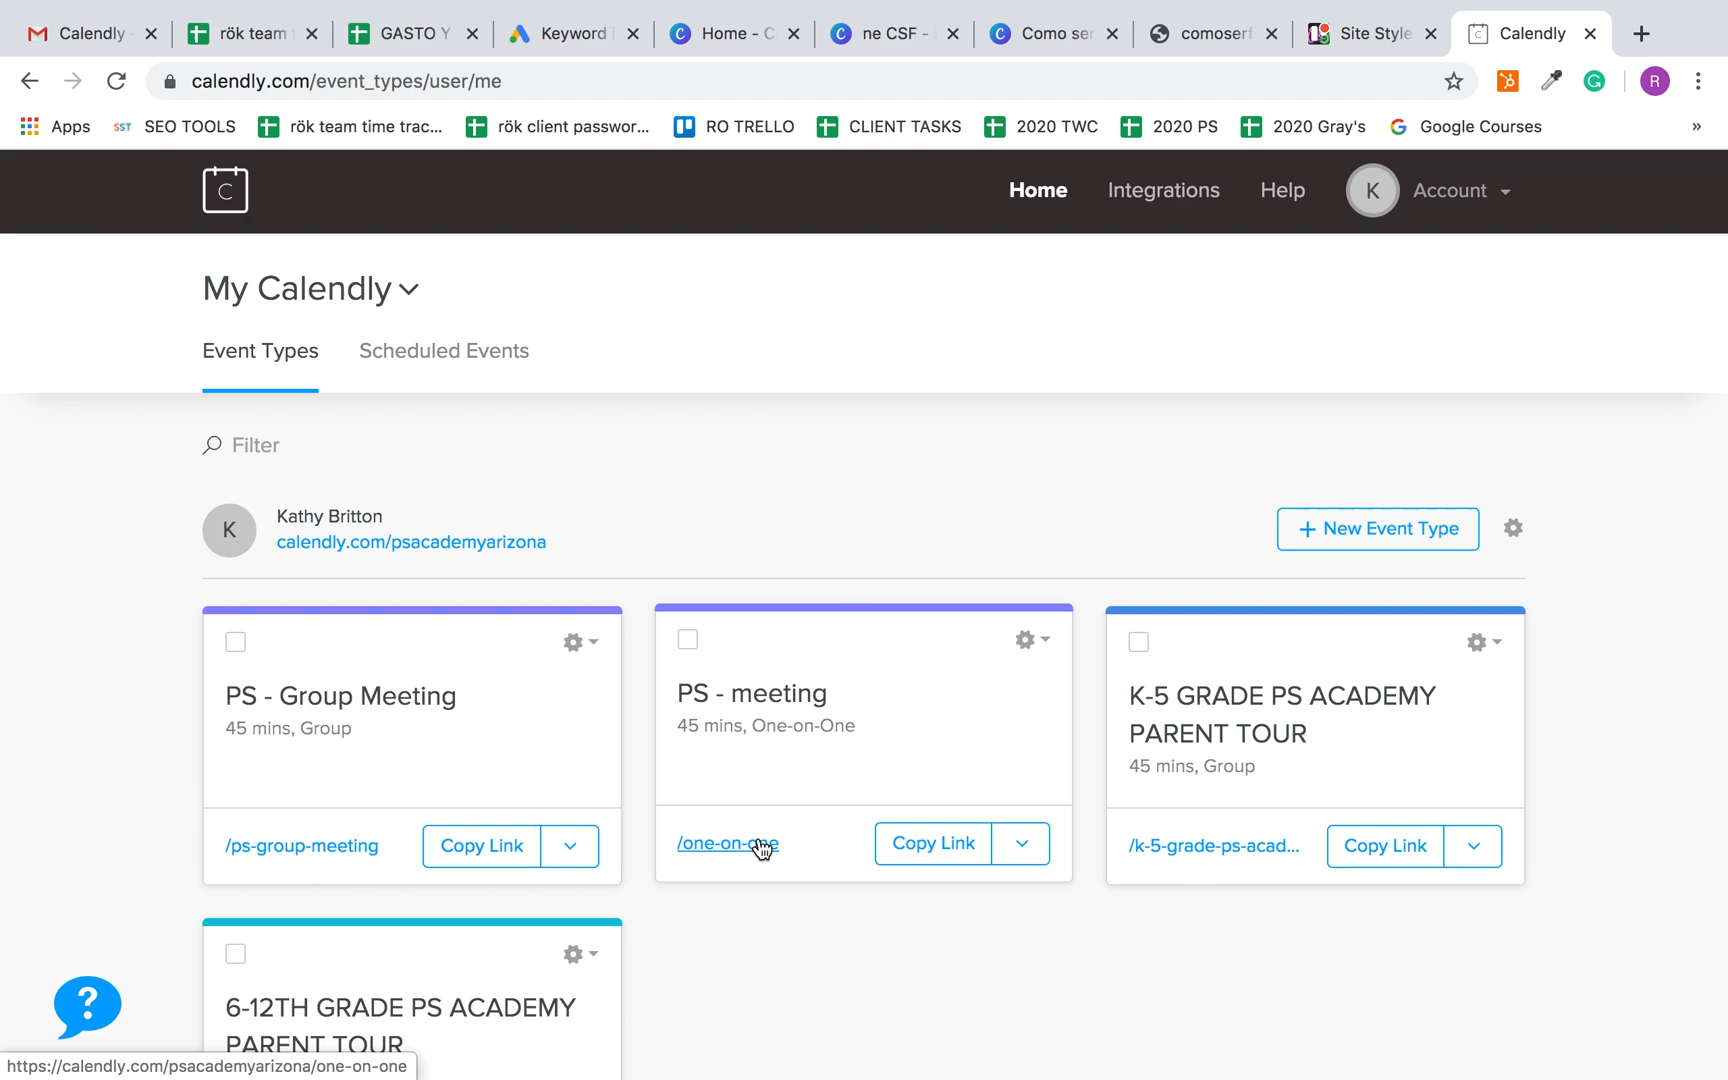 Calendly
rök team
GASTO Y
Keyword
Home - C
ne CSF -
Como ser
comoserf
Site Style
Calendly
calendly.com/event_types/user/me
R
Apps
SST SEO TOOLS
rök team time trac...
rök client passwor...
RO TRELLO
CLIENT TASKS
2020 TWC
2020 PS
2020 Gray's
Google Courses
»
C
Home
Integrations
Help
K
Account
My Calendly
Event Types
Scheduled Events
Filter
K
Kathy Britton
calendly.com/psacademyarizona
+ New Event Type
PS - Group Meeting
45 mins, Group
/ps-group-meeting
Copy Link
PS - meeting
45 mins, One-on-One
/one-on-one
Copy Link
K-5 GRADE PS ACADEMY
PARENT TOUR
45 mins, Group
/k-5-grade-ps-acad...
Copy Link
6-12TH GRADE PS ACADEMY
PARENT TOUR
?
https://calendly.com/psacademyarizona/one-on-one